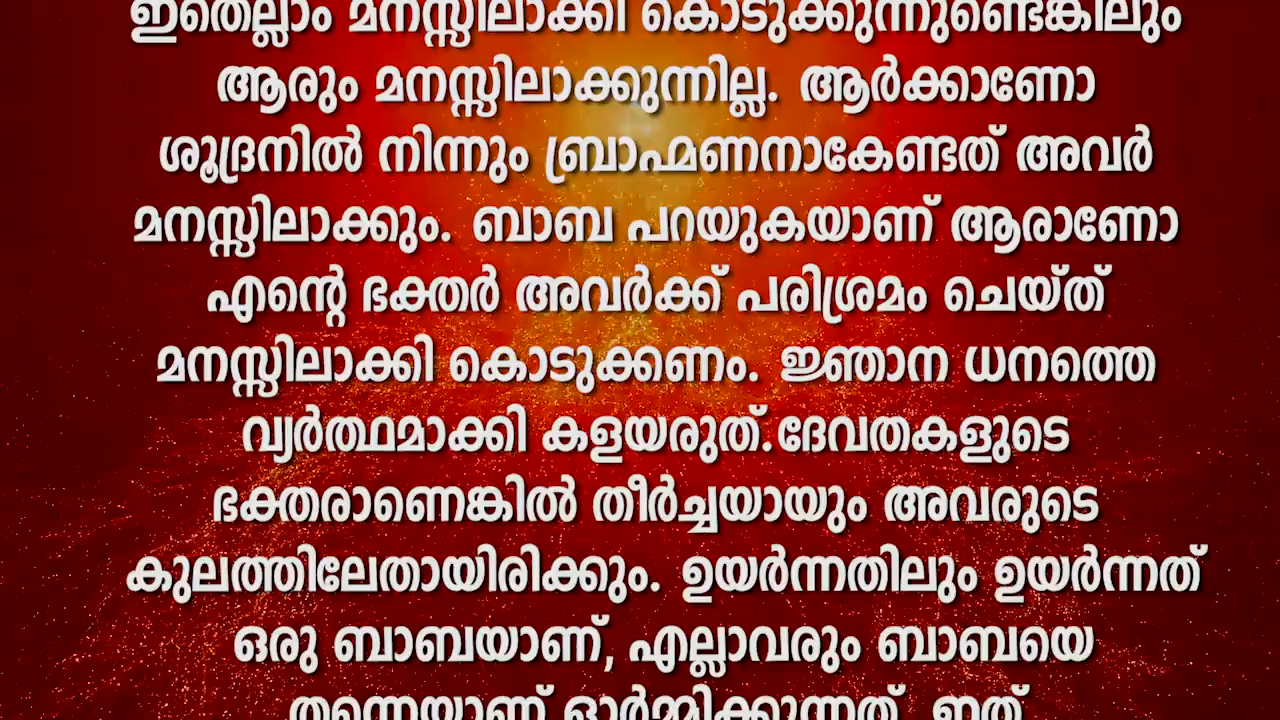 ഇതെല്ലാം മനസ്സിലാക്കി കൊടുക്കുന്നുണ്ടെങ്കിലും
ആരും മനസ്സിലാക്കുന്നില്ല. ആർക്കാണോ
ശൂദ്രനിൽ നിന്നും ബ്രാഹ്മണനാകേണ്ടത് അവർ
മനസ്സിലാക്കും. ബാബ പറയുകയാണ് ആരാണോ
എന്റെ ഭക്തർ അവർക്ക് പരിശ്രമം ചെയ്ത്
മനസ്സിലാക്കി കൊടുക്കണം. ജ്ഞാന ധനത്തെ
വ്യർത്ഥമാക്കി കളയരുത്.ദേവതകളുടെ
ഭക്തരാണെങ്കിൽ തീർച്ചയായും അവരുടെ
കുലത്തിലേതായിരിക്കും. ഉയർന്നതിലും ഉയർന്നത്
ഒരു ബാബയാണ്, എല്ലാവരും ബാബയെ
തന്നെയാണ് ഓർമ്മിക്കുന്നത്. ഇത്